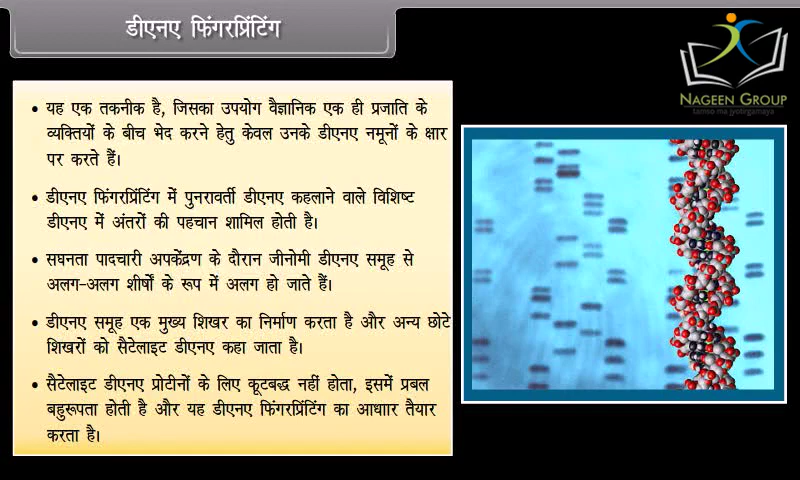 डीएनए फिंगरप्रिंटिंग
NAGEEN GROUP
tamso ma jyotirgamaya
• यह एक तकनीक है, जिसका उपयोग वैज्ञानिक एक ही प्रजाति के
व्यक्तियों के बीच भेद करने हेतु केवल उनके डीएनए नमूनों के क्षार
पर करते हैं।
• डीएनए फिंगरप्रिंटिंग में पुनरावर्ती डीएनए कहलाने वाले विशिष्ट
डीएनए में अंतरों की पहचान शामिल होती है।
• सघनता पादचारी अपकेंद्रण के दौरान जीनोमी डीएनए समूह से
अलग-अलग शीर्षों के रूप में अलग हो जाते हैं।
• डीएनए समूह एक मुख्य शिखर का निर्माण करता है और अन्य छोटे
शिखरों को सैटेलाइट डीएनए कहा जाता है।
• सैटेलाइट डीएनए प्रोटीनों के लिए कूटबद्ध नहीं होता, इसमें प्रबल
बहुरूपता होती है और यह डीएनए फिंगरप्रिंटिंग का आधाार तैयार
करता है।